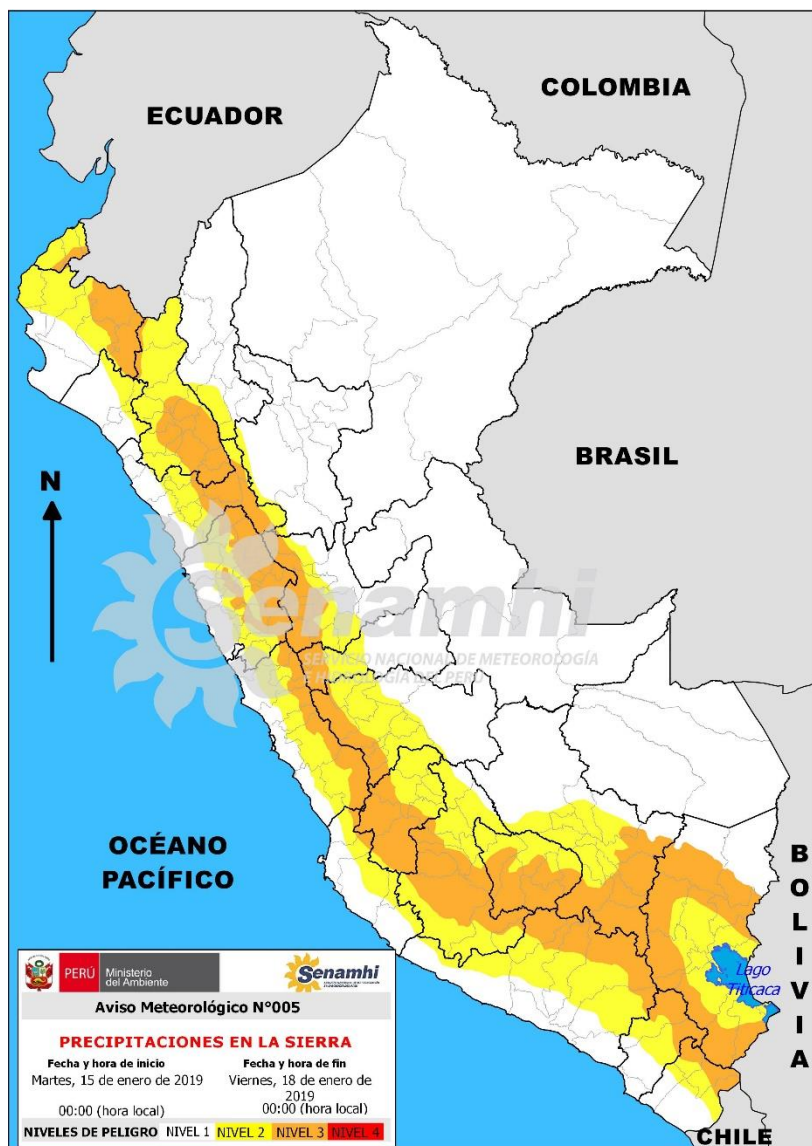 COLOMBIA
ECUADOR
BRASIL
N
Senamhi
SERVICIO NACIONAL DE METEOROLOGÍA
E HIDROLOGÍA DEL PERÚ
OCÉANO
PACÍFICO
BOLIVIA
Lago
Titicaca
CHILE
PERÚ
Ministerio
del Ambiente
Senamhi
Aviso Meteorológico N°005
PRECIPITACIONES EN LA SIERRA
Fecha y hora de inicio
Martes, 15 de enero de 2019
00:00 (hora local)
Fecha y hora de fin
Viernes, 18 de enero de
2019
00:00 (hora local)
NIVELES DE PELIGRO NIVEL 1 NIVEL 2 NIVEL 3 NIVEL 4